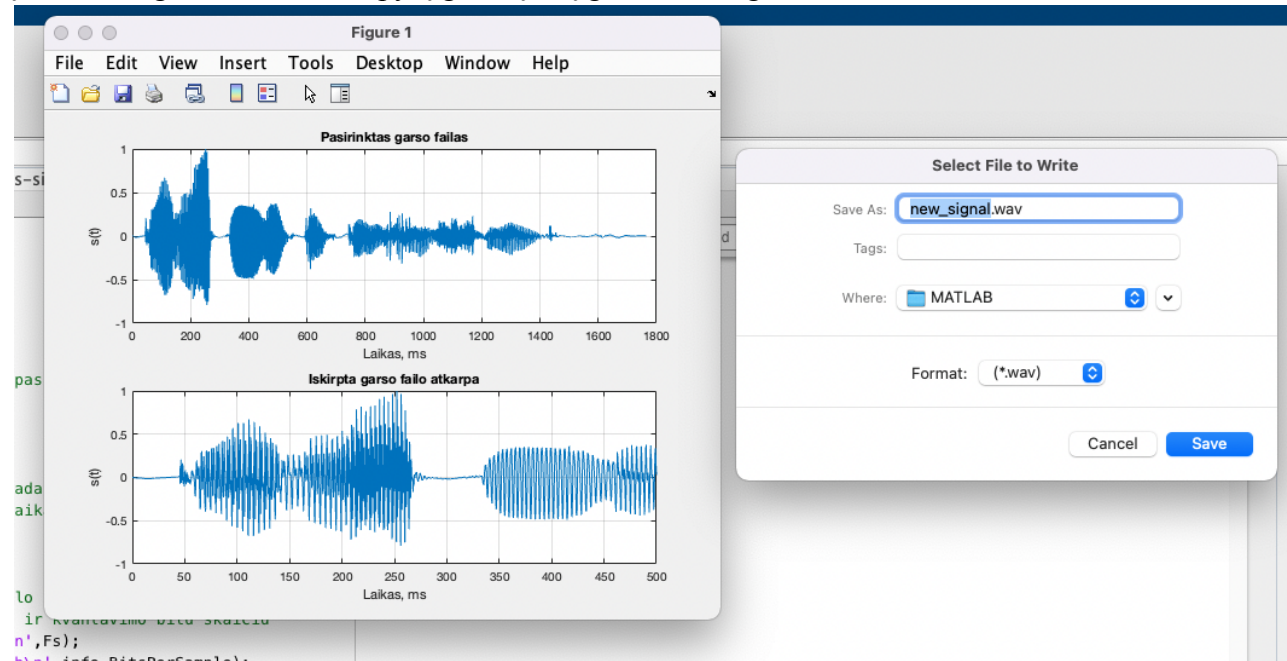 Figure 1
File Edit View Insert Tools Desktop Window Help
Pasirinktas garso failas
1
0.5
0
-0.5
-1
s(t)
0 200 400 600 800 1000 1200 1400 1600 1800
Laikas, ms
Iskirpta garso failo atkarpa
1
0.5
0
-0.5
-1
s(t)
0 50 100 150 200 250 300 350 400 450 500
Laikas, ms
Select File to Write
Save As: new_signal.wav
Tags:
Where: MATLAB
Format: (*.wav)
Cancel Save
s-si
d
pas
ada
aik
lo
ir kvantavimo bitu skaiciu
n',Fs);
info.BitsPerSample);